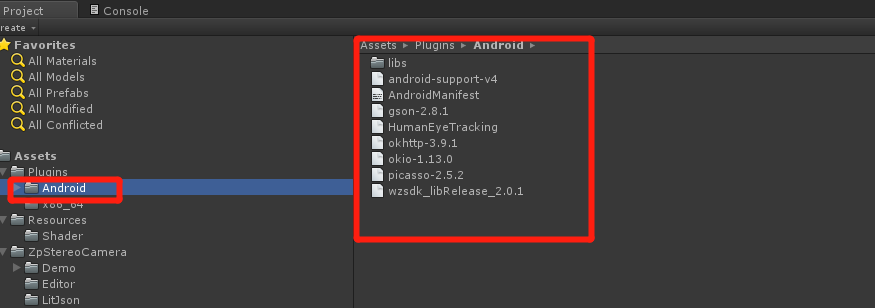 Project
Console
reate
Favorites
All Materials
All Models
All Prefabs
All Modified
All Conflicted
Assets
Plugins
Android
x86_64
Resources
Shader
ZpStereoCamera
Demo
Editor
LitJson
Assets Plugins Android
libs
android-support-v4
AndroidManifest
gson-2.8.1
HumanEyeTracking
okhttp-3.9.1
okio-1.13.0
picasso-2.5.2
wzsdk_libRelease_2.0.1